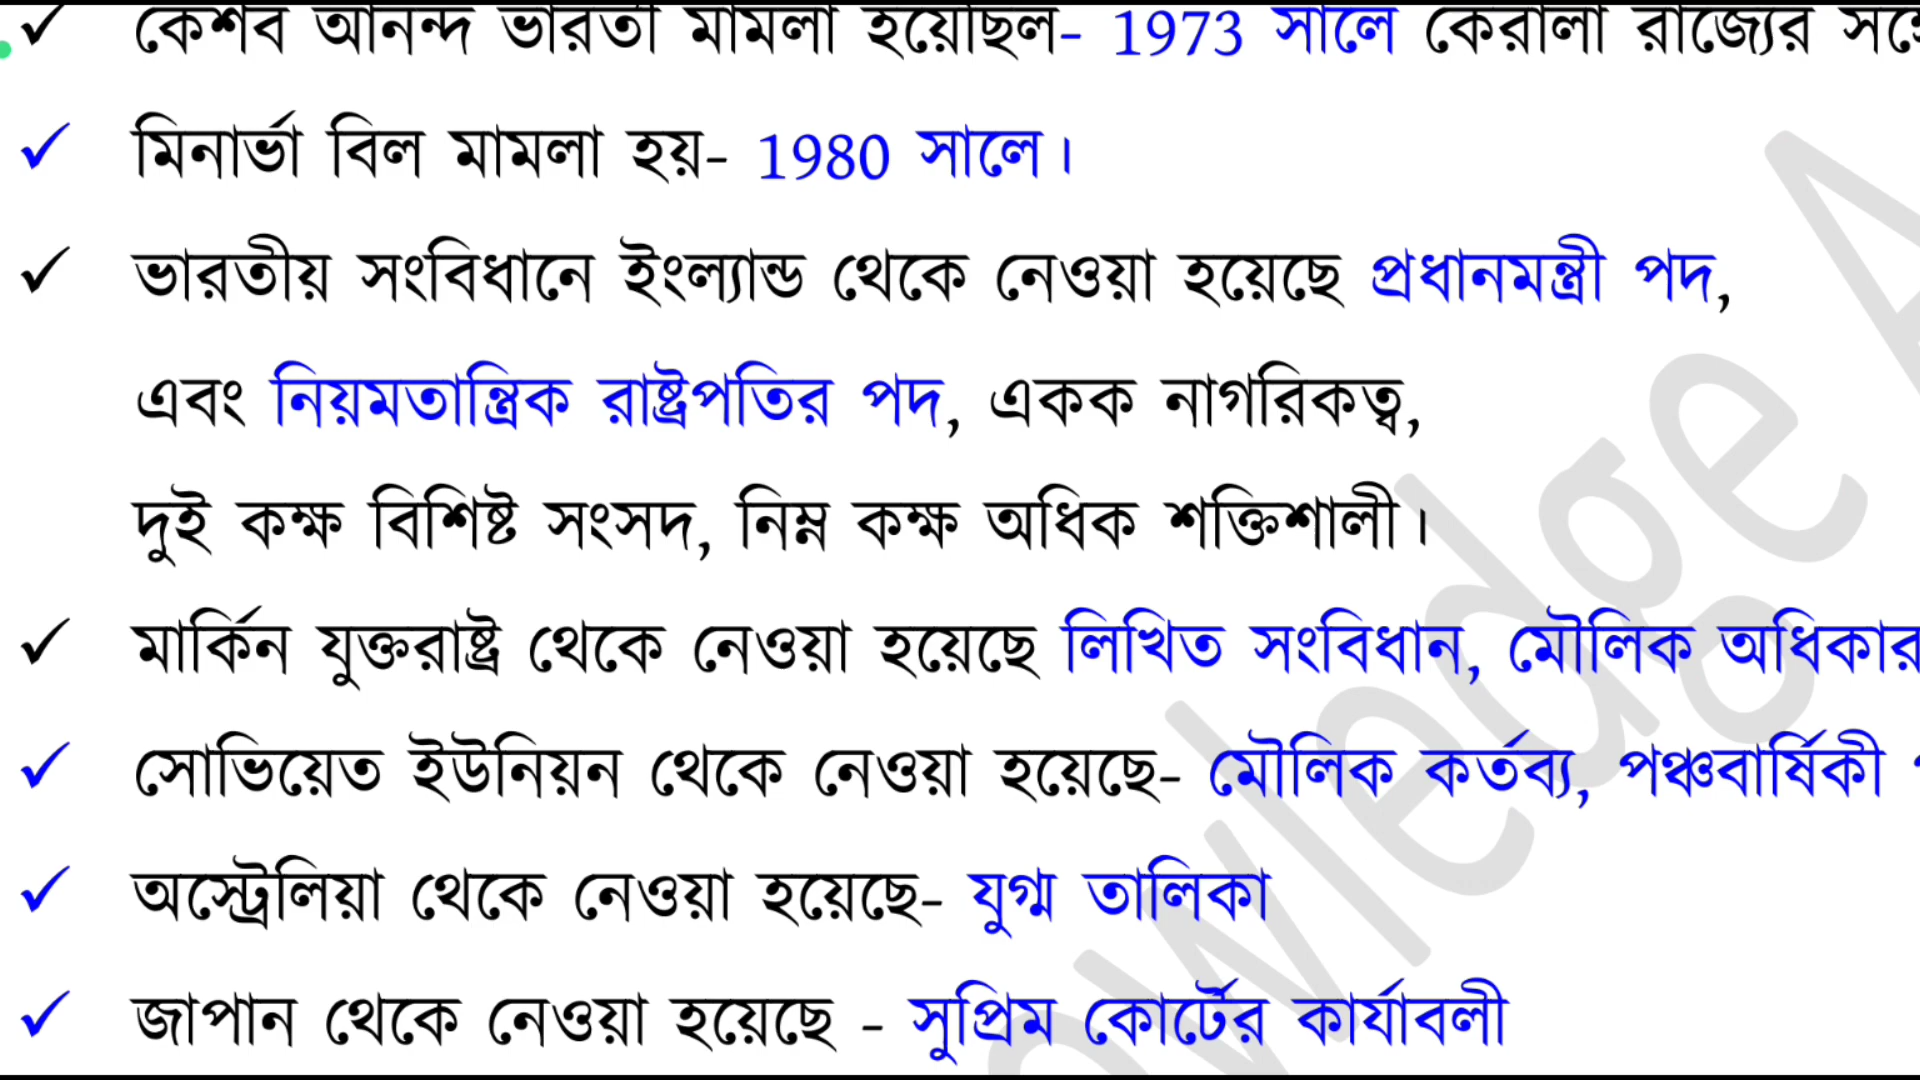 কেশব আনন্দ ভারতী মামলা হয়েছিল- 1973 সালে কেরালা রাজ্যের
মিনার্ভা বিল মামলা হয়- 1980 সালে।
ভারতীয় সংবিধানে ইংল্যান্ড থেকে নেওয়া হয়েছে প্রধানমন্ত্রী পদ,
এবং নিয়মতান্ত্রিক রাষ্ট্রপতির পদ, একক নাগরিকত্ব,
দুই কক্ষ বিশিষ্ট সংসদ, নিম্ন কক্ষ অধিক শক্তিশালী।
মার্কিন যুক্তরাষ্ট্র থেকে নেওয়া হয়েছে লিখিত সংবিধান, মৌলিক অধিকার
সোভিয়েত ইউনিয়ন থেকে নেওয়া হয়েছে- মৌলিক কর্তব্য, পঞ্চবার্ষিকী
অস্ট্রেলিয়া থেকে নেওয়া হয়েছে- যুগ্ম তালিকা
জাপান থেকে নেওয়া হয়েছে - সুপ্রিম কোর্টের কার্যাবলী